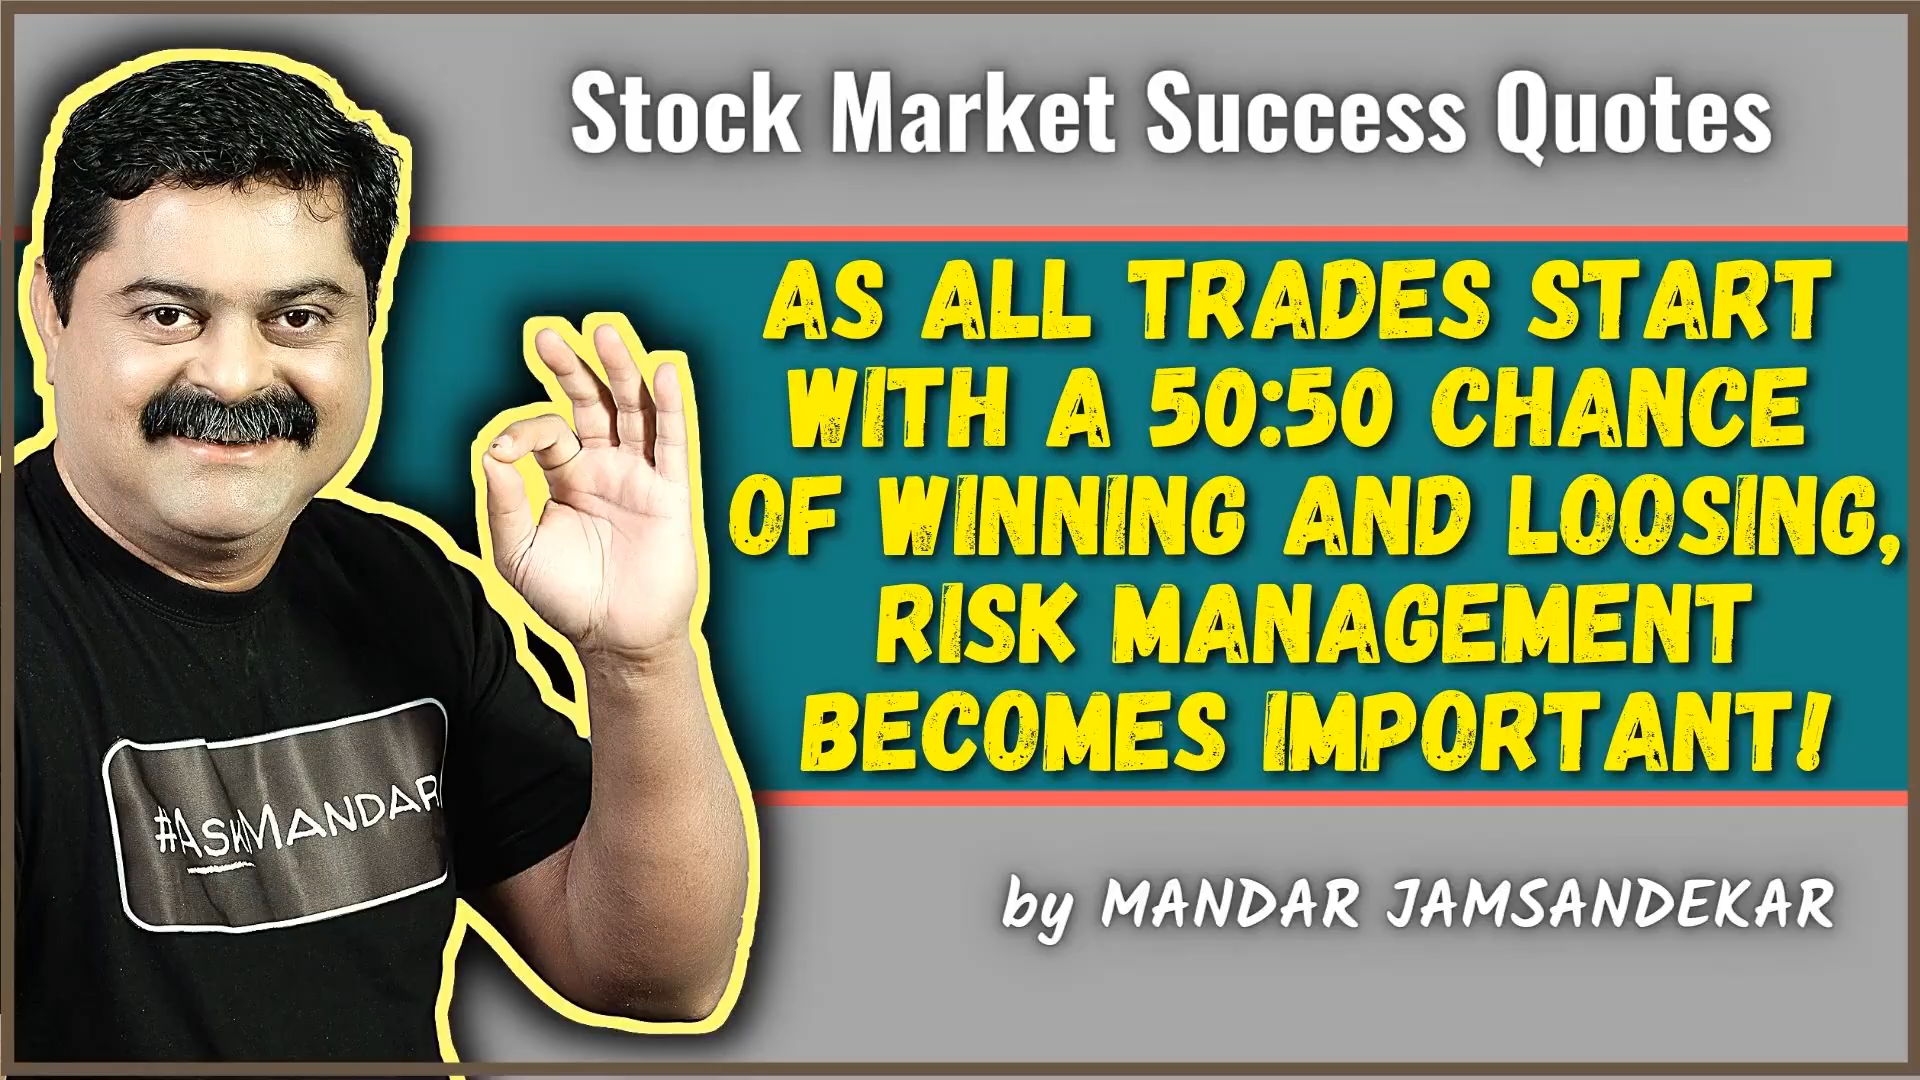 Stock Market Success Quotes
AS ALL TRADES START
WITH A 50:50 CHANCE
OF WINNING AND LOOSING,
RISK MANAGEMENT
BECOMES IMPORTANT!
#ASKMANDAR
by MANDAR JAMSANDEKAR